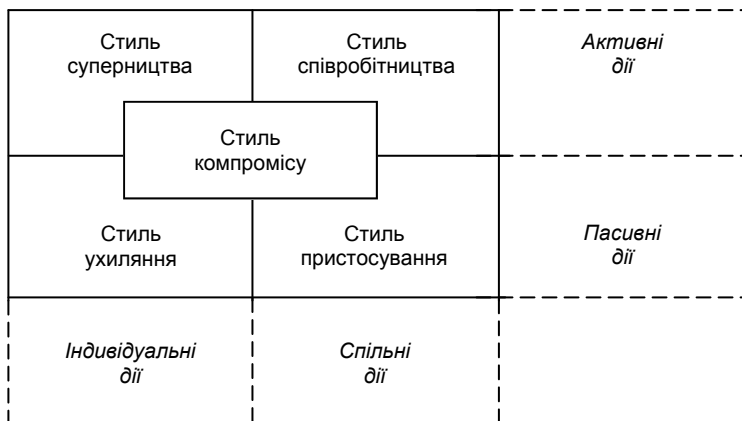 Стиль
суперництва
Стиль
співробітництва
Активні
дії
Стиль
компромісу
Стиль
ухиляння
Стиль
пристосування
Пасивні
дії
Індивідуальні
дії
Спільні
дії